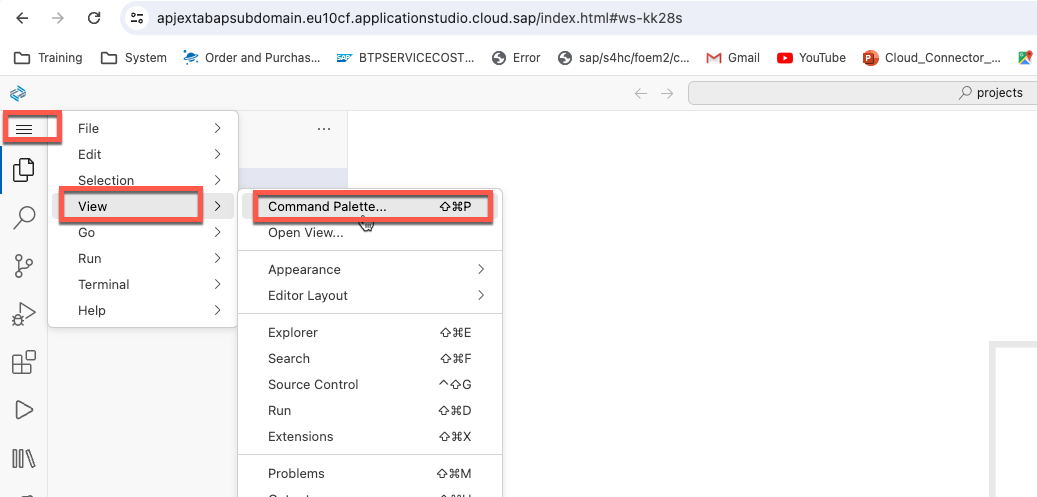 apjextabapsubdomain.eu10cf.applicationstudio.cloud.sap/index.html#ws-kk28s
Training System Order and Purchas... BTPSERVICECOST... Error sap/s4hc/foem2/c... Gmail YouTube Cloud_Connector_...
projects
File
Edit
Selection
View
Go
Run
Terminal
Help
Command Palette... ⇧⌘P
Open View...
Appearance
Editor Layout
Explorer ⇧⌘E
Search ⇧⌘F
Source Control ^⇧G
Run ⇧⌘D
Extensions ⇧⌘X
Problems ⇧⌘M